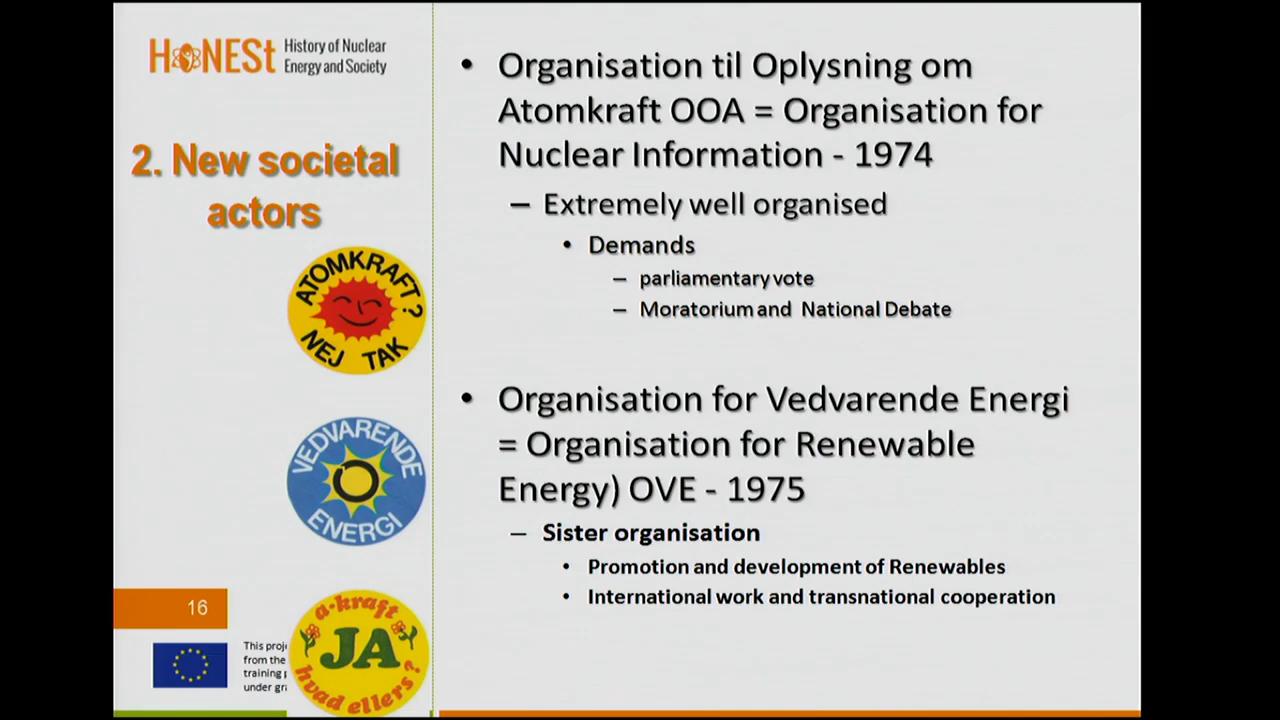 HONESt History of Nuclear
Energy and Society
2. New societal
actors
ATOMKRAFT?
NEJ TAK
VEDVARENDE
ENERGI
a-kraft
JA
hvad ellers?
16
This proj
from the
training p
under gr
• Organisation til Oplysning om
Atomkraft OOA = Organisation for
Nuclear Information - 1974
– Extremely well organised
• Demands
– parliamentary vote
– Moratorium and National Debate
• Organisation for Vedvarende Energi
= Organisation for Renewable
Energy) OVE - 1975
– Sister organisation
• Promotion and development of Renewables
• International work and transnational cooperation